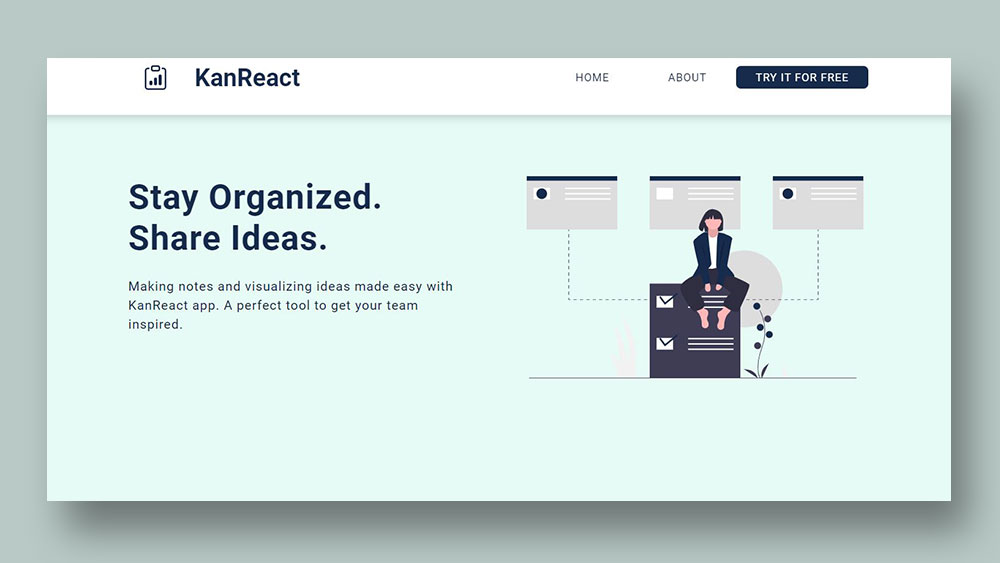 KanReact
HOME
ABOUT
TRY IT FOR FREE
Stay Organized.
Share Ideas.
Making notes and visualizing ideas made easy with
KanReact app. A perfect tool to get your team
inspired.